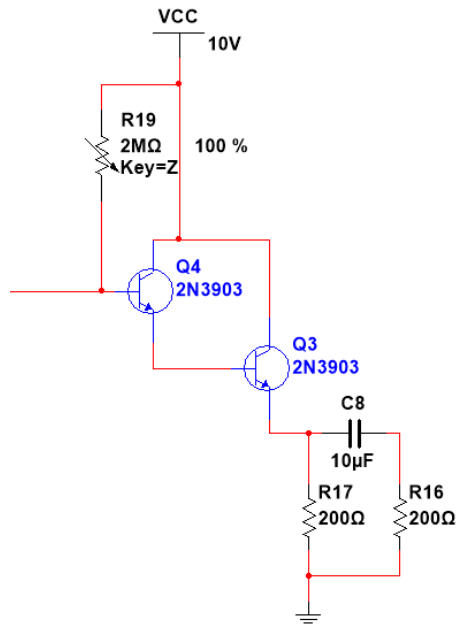 VCC
10V
R19
2MΩ
Key=Z
100 %
Q4
2N3903
Q3
2N3903
C8
10µF
R17
200Ω
R16
200Ω